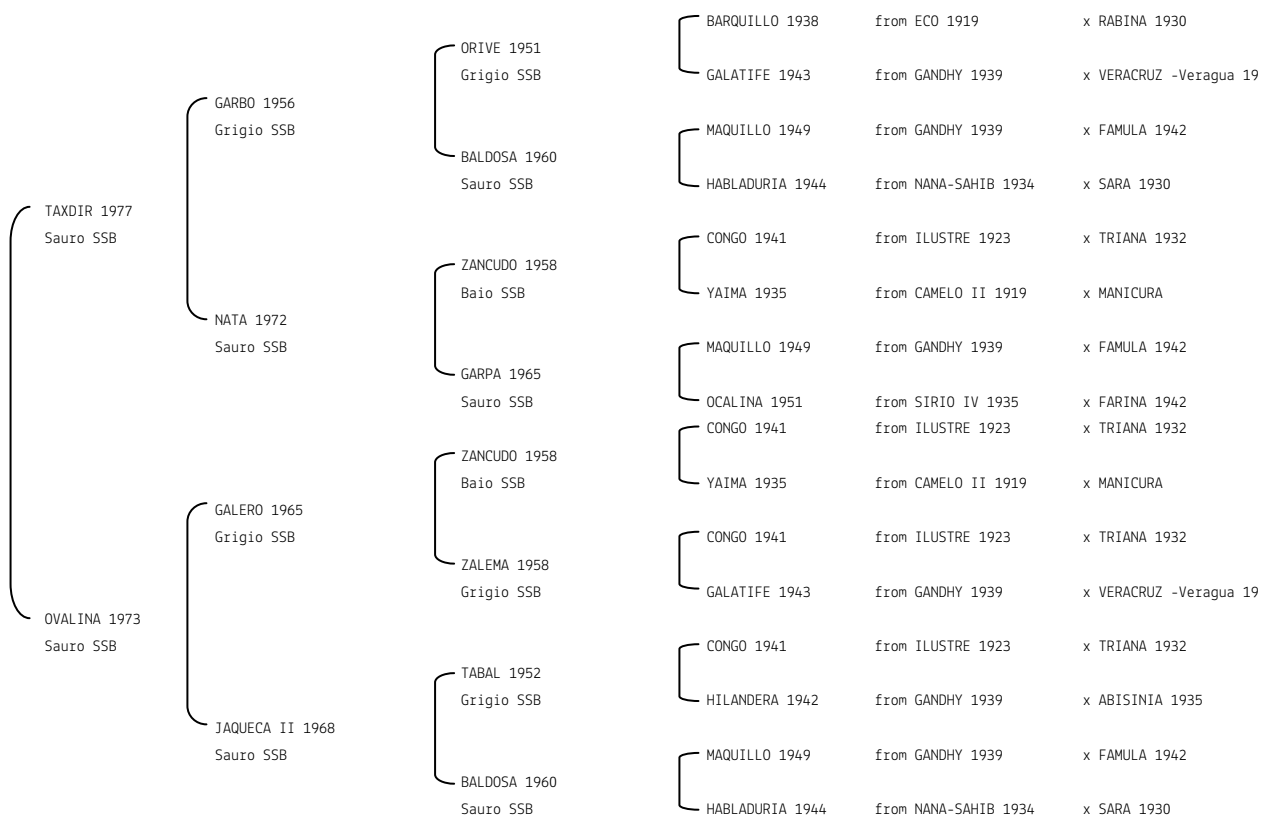 BARQUILLO 1938 from ECO 1919 x RABINA 1930
ORIVE 1951
Grigio SSB
GALATIFE 1943 from GANDHY 1939 x VERACRUZ -Veragua 19
GARBO 1956
Grigio SSB
MAQUILLO 1949 from GANDHY 1939 x FAMULA 1942
BALDOSA 1960
Sauro SSB
HABLADURIA 1944 from NANA-SAHIB 1934 x SARA 1930
TAXDIR 1977
Sauro SSB
CONGO 1941 from ILUSTRE 1923 x TRIANA 1932
ZANCUDO 1958
Baio SSB
YAIMA 1935 from CAMELO II 1919 x MANICURA
NATA 1972
Sauro SSB
MAQUILLO 1949 from GANDHY 1939 x FAMULA 1942
GARPA 1965
Sauro SSB
OCALINA 1951 from SIRIO IV 1935 x FARINA 1942
CONGO 1941 from ILUSTRE 1923 x TRIANA 1932
ZANCUDO 1958
Baio SSB
YAIMA 1935 from CAMELO II 1919 x MANICURA
GALERO 1965
Grigio SSB
CONGO 1941 from ILUSTRE 1923 x TRIANA 1932
ZALEMA 1958
Grigio SSB
GALATIFE 1943 from GANDHY 1939 x VERACRUZ -Veragua 19
OVALINA 1973
Sauro SSB
CONGO 1941 from ILUSTRE 1923 x TRIANA 1932
TABAL 1952
Grigio SSB
HILANDERA 1942 from GANDHY 1939 x ABISINIA 1935
JAQUECA II 1968
Sauro SSB
MAQUILLO 1949 from GANDHY 1939 x FAMULA 1942
BALDOSA 1960
Sauro SSB
HABLADURIA 1944 from NANA-SAHIB 1934 x SARA 1930